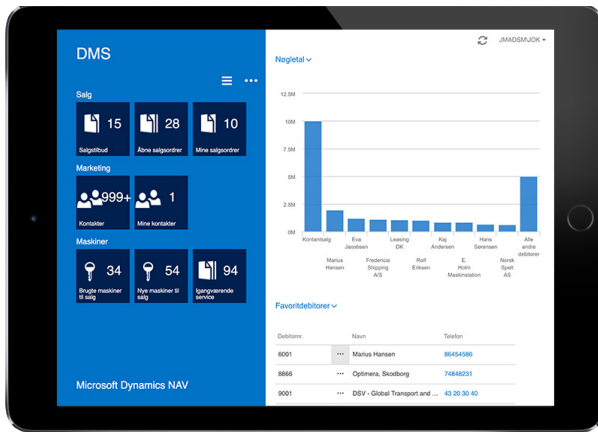 DMS
Salg
15
Salgstilbud
28
Åbne salgsordrer
10
Mine salgsordrer
Marketing
999+
Kontakter
1
Mine kontakter
Maskiner
34
Brugte maskiner
til salg
54
Nye maskiner til
salg
94
Igangværende
service
Microsoft Dynamics NAV
JMADSMJOK
Nøgletal
12.5M
10M
7.5M
5M
2.5M
0M
Kontantsalg
Marius
Hansen
Eva
Jacobsen
Fredericia
Shipping
A/S
Leasing
DK
Rolf
Eriksen
Kaj
Andersen
E.
Holm
Maskinstation
Hans
Sørensen
Norsk
Spelt
AS
Alle
andre
debitorer
Favoritdebitorer
Debitornr. Navn Telefon
6001 ··· Marius Hansen 86454586
8866 ··· Optimera, Skodborg 74848231
9001 ··· DSV - Global Transport and ... 43 20 30 40